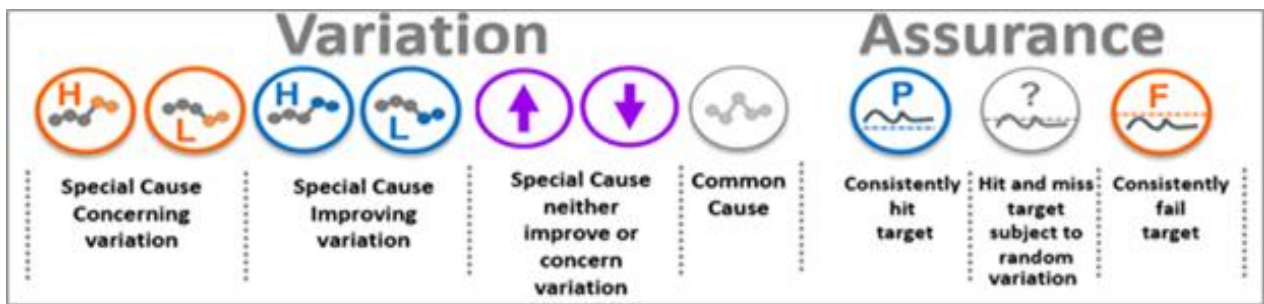 Variation
Assurance
H
L
H
L
P
?
F
Special Cause
Concerning
variation
Special Cause
Improving
variation
Special Cause
neither
improve or
concern
variation
Common
Cause
Consistently
hit
target
Hit and miss
target
subject to
random
variation
Consistently
fail
target